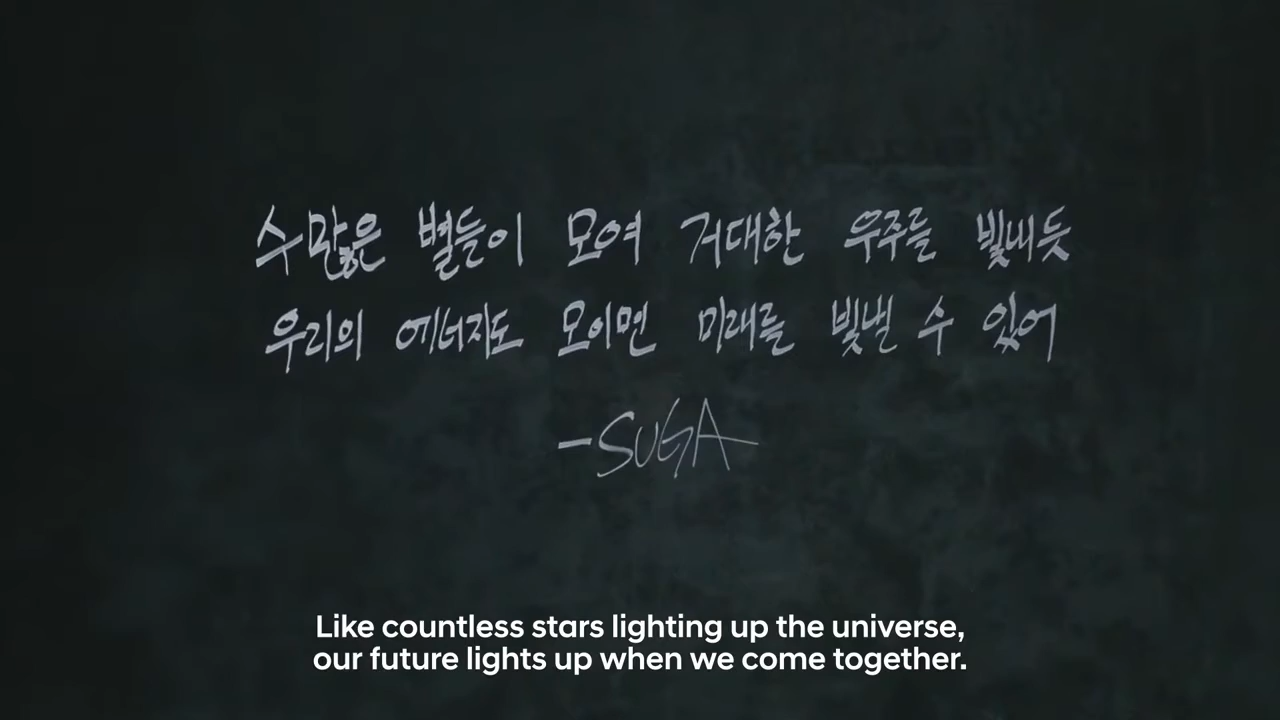 수많은 별들이 모여 거대한 우주를 빛내듯
우리의 에너지도 모이면 미래를 빛낼 수 있어
-SUGA
Like countless stars lighting up the universe,
our future lights up when we come together.